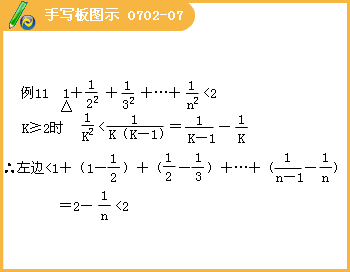 手写板图示 0702-07
例11 1+1/2²+1/3²+…+1/n²<2
△
K≥2时 1/K²<1/K(K-1)=1/K-1-1/K
∴左边<1+(1-1/2)+(1/2-1/3)+…+(1/n-1-1/n)
=2-1/n<2